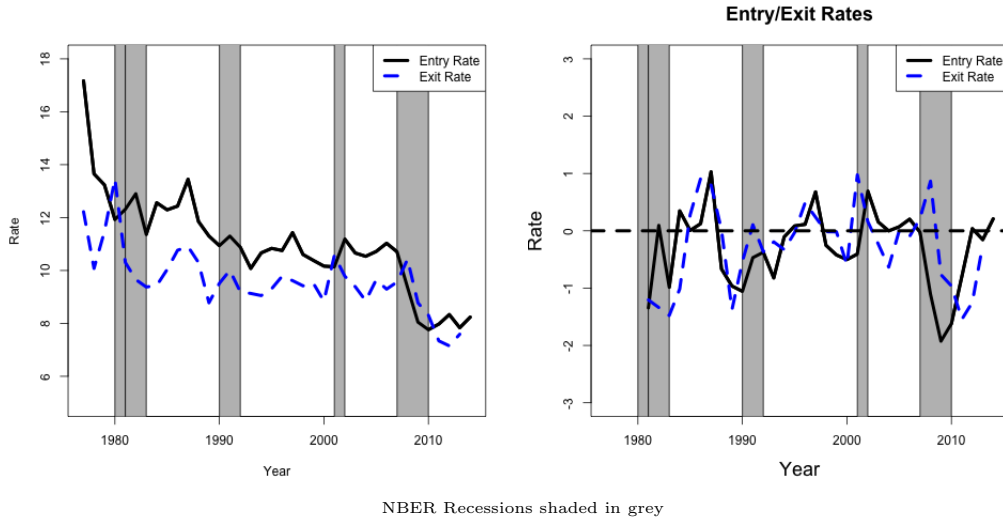 Entry/Exit Rates
18
16
14
12
10
8
6
Rate
Entry Rate
Exit Rate
1980
1990
2000
2010
Year
3
2
1
0
-1
-2
-3
Rate
Entry Rate
Exit Rate
1980
1990
2000
2010
Year
NBER Recessions shaded in grey